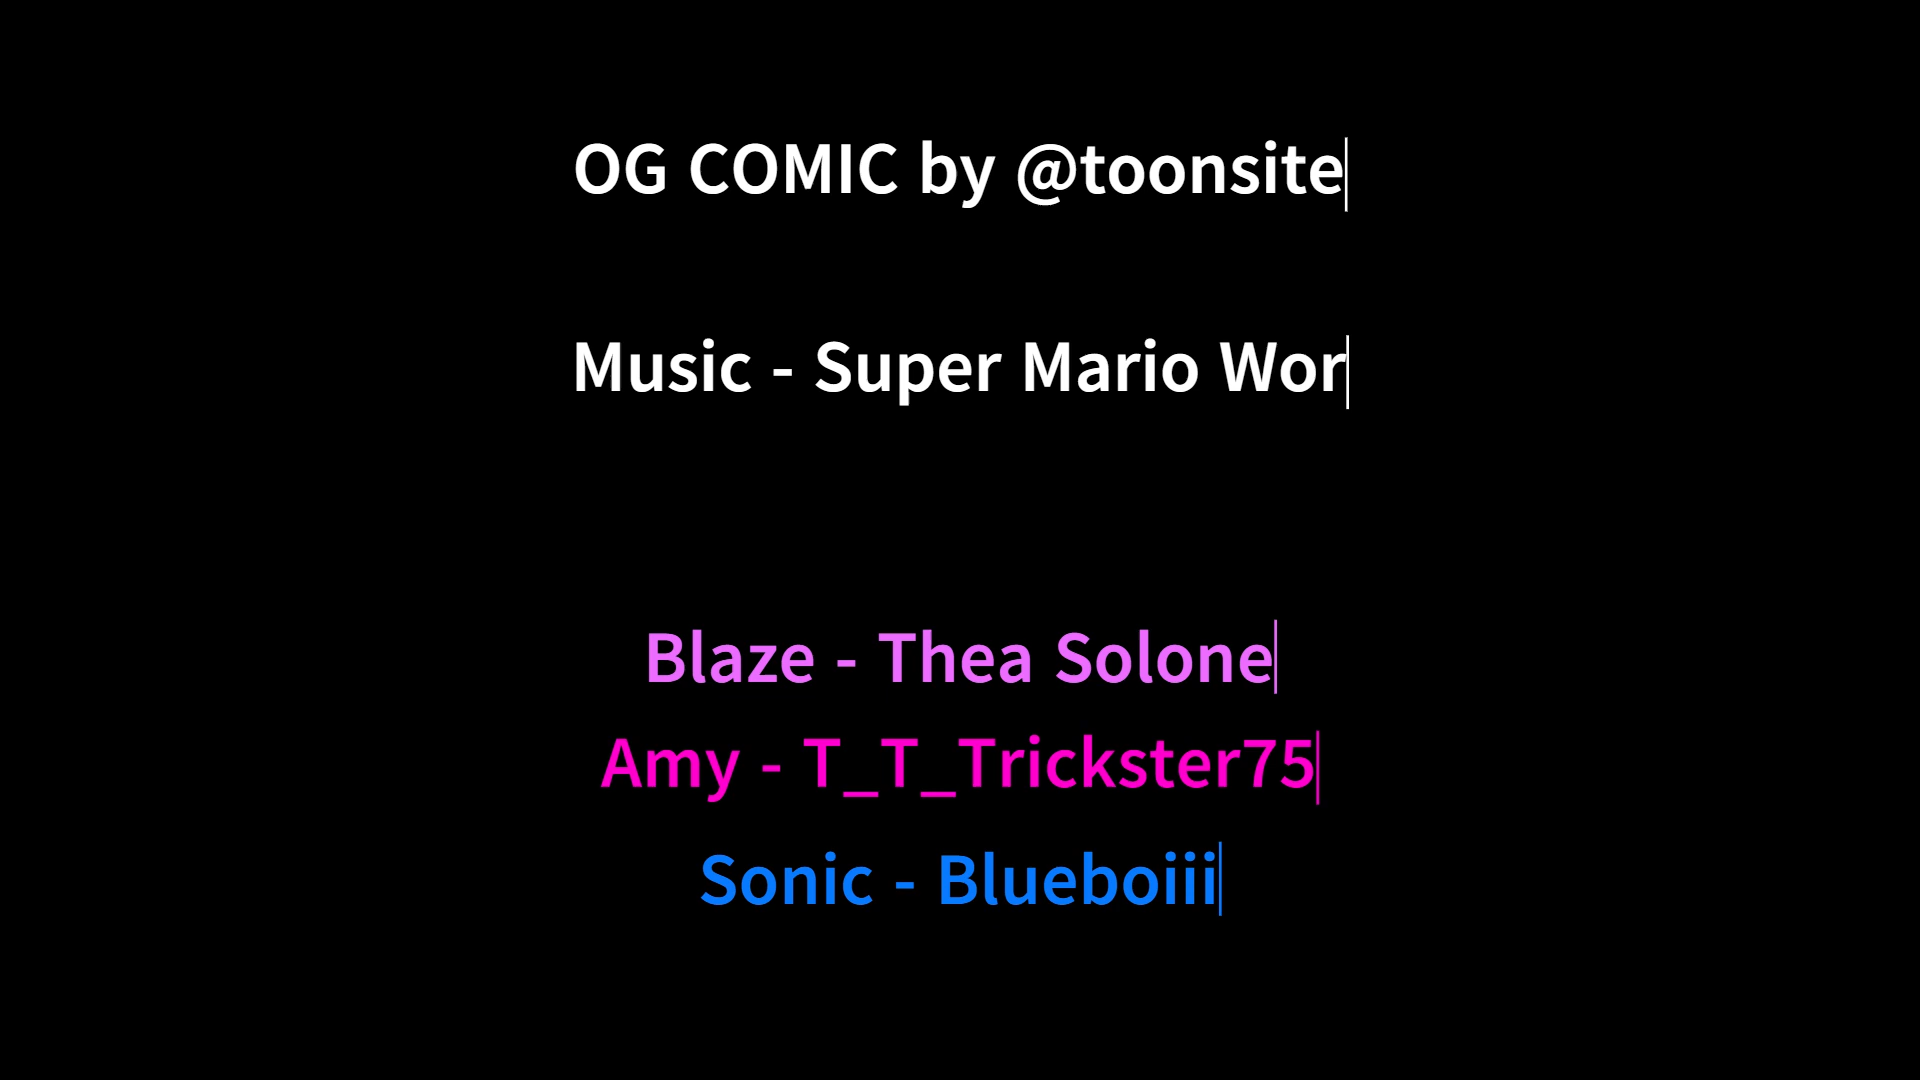 OG COMIC by @toonsite
Music - Super Mario Wor
Blaze - Thea Solone
Amy - T_T_Trickster75
Sonic - Blueboiii